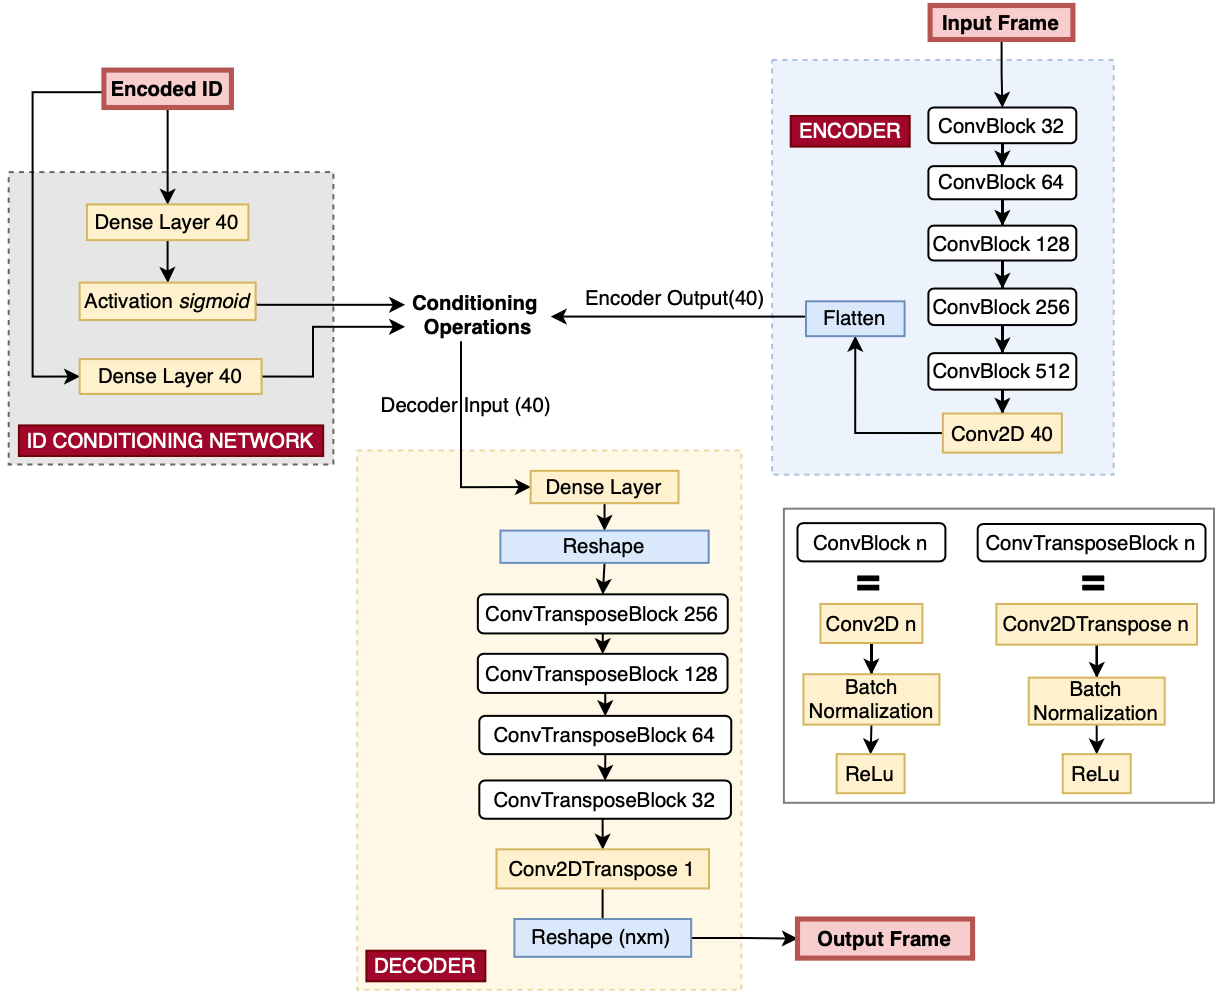 Input Frame
ENCODER
ConvBlock 32
ConvBlock 64
ConvBlock 128
ConvBlock 256
ConvBlock 512
Conv2D 40
Flatten
Encoder Output(40)
Encoded ID
Dense Layer 40
Activation sigmoid
Dense Layer 40
ID CONDITIONING NETWORK
Conditioning
Operations
Decoder Input (40)
Dense Layer
Reshape
ConvTransposeBlock 256
ConvTransposeBlock 128
ConvTransposeBlock 64
ConvTransposeBlock 32
Conv2DTranspose 1
Reshape (nxm)
DECODER
Output Frame
ConvBlock n
=
Conv2D n
Batch
Normalization
ReLu
ConvTransposeBlock n
=
Conv2DTranspose n
Batch
Normalization
ReLu